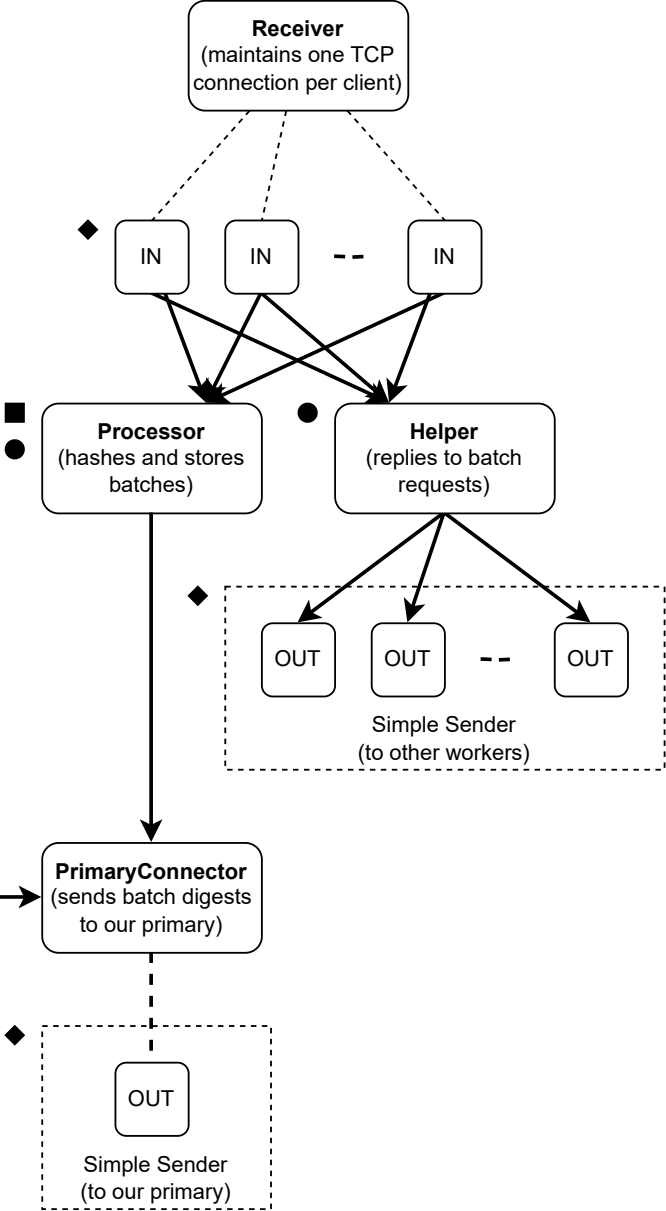 Receiver
(maintains one TCP
connection per client)
IN
IN
IN
Processor
(hashes and stores
batches)
Helper
(replies to batch
requests)
OUT
OUT
OUT
Simple Sender
(to other workers)
PrimaryConnector
(sends batch digests
to our primary)
OUT
Simple Sender
(to our primary)